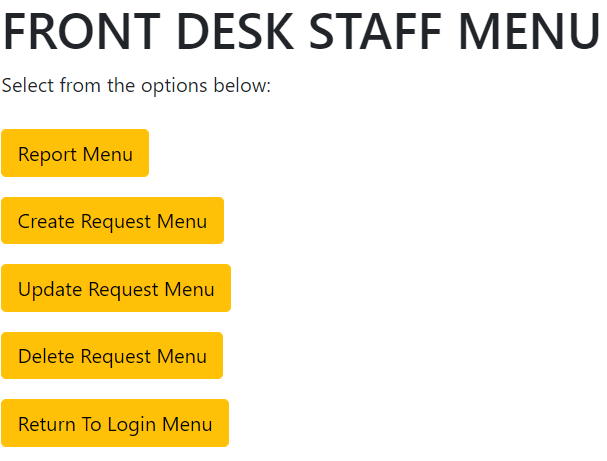 FRONT DESK STAFF MENU
Select from the options below:
Report Menu
Create Request Menu
Update Request Menu
Delete Request Menu
Return To Login Menu